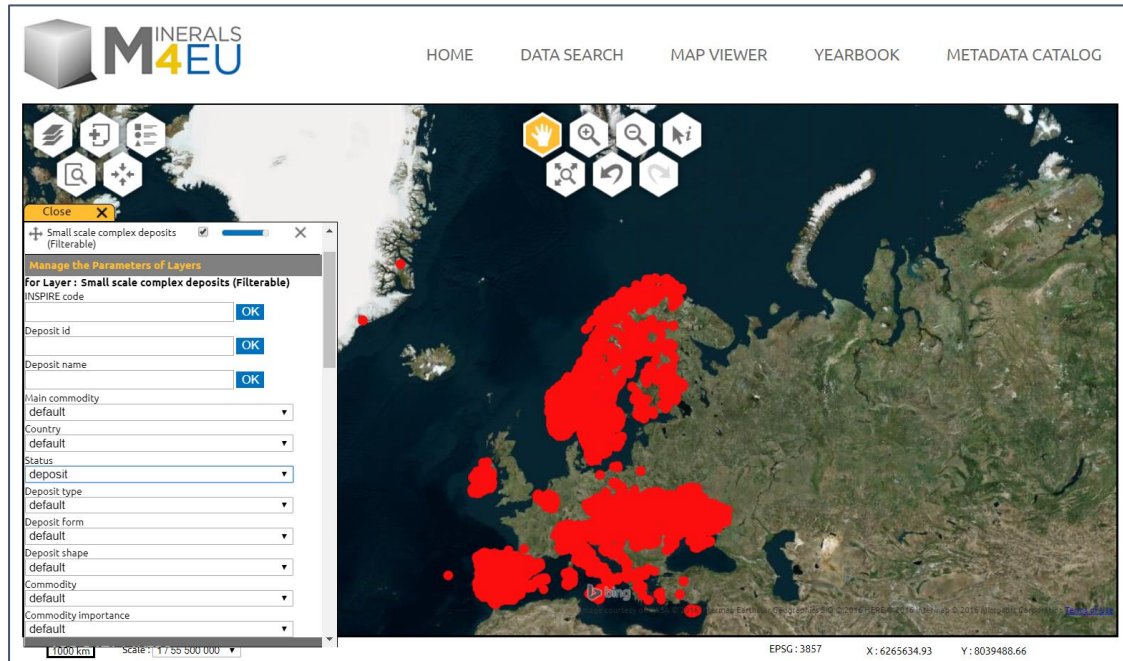 MINERALS
4EU
HOME DATA SEARCH MAP VIEWER YEARBOOK METADATA CATALOG
i
Close X
Small scale complex deposits
(Filterable)
Manage the Parameters of Layers
for Layer : Small scale complex deposits (Filterable)
INSPIRE code
OK
Deposit id
OK
Deposit name
OK
Main commodity
default
Country
default
Status
deposit
Deposit type
default
Deposit form
default
Deposit shape
default
Commodity
default
Commodity importance
default
bing
Terms of use
1000 km Scale : 1 / 55 500 000 EPSG : 3857 X : 6265634.93 Y : 8039488.66